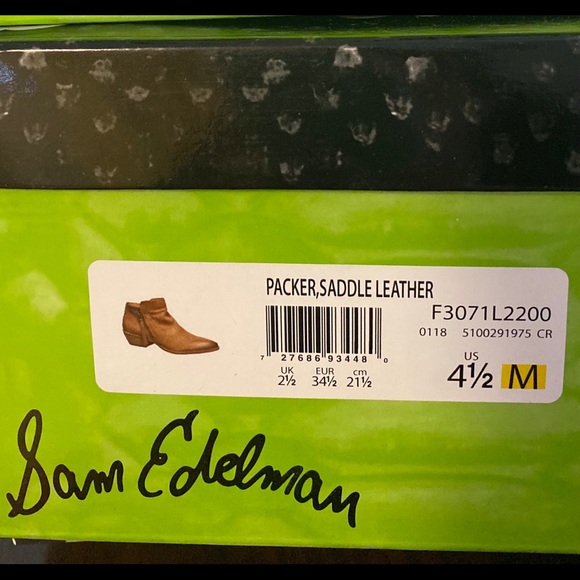 PACKER,SADDLE LEATHER
F3071L2200
0118 5100291975 CR
7 27686 93448 0
UK EUR cm
2½ 34½ 21½
US
4½ M
Sam Edelman